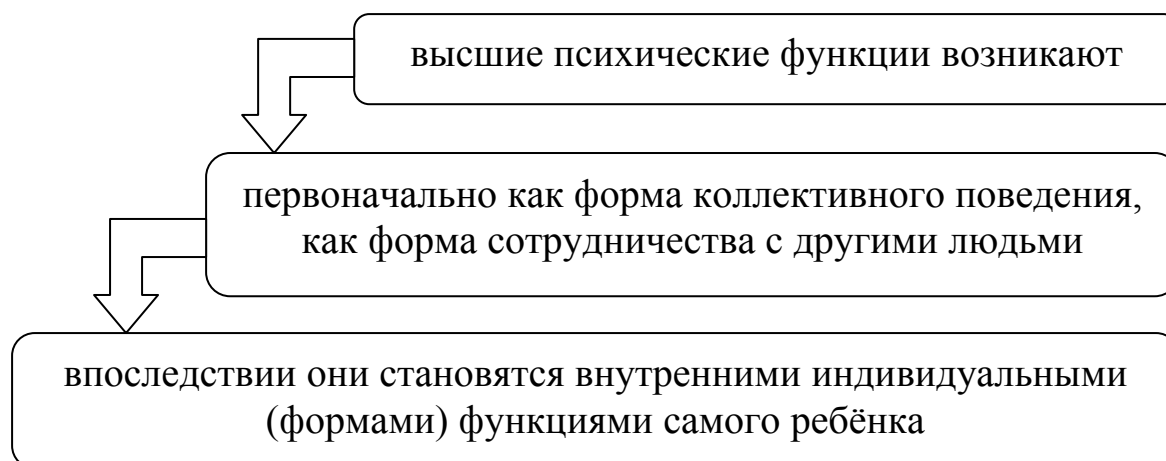 высшие психические функции возникают
первоначально как форма коллективного поведения,
как форма сотрудничества с другими людьми
впоследствии они становятся внутренними индивидуальными
(формами) функциями самого ребёнка